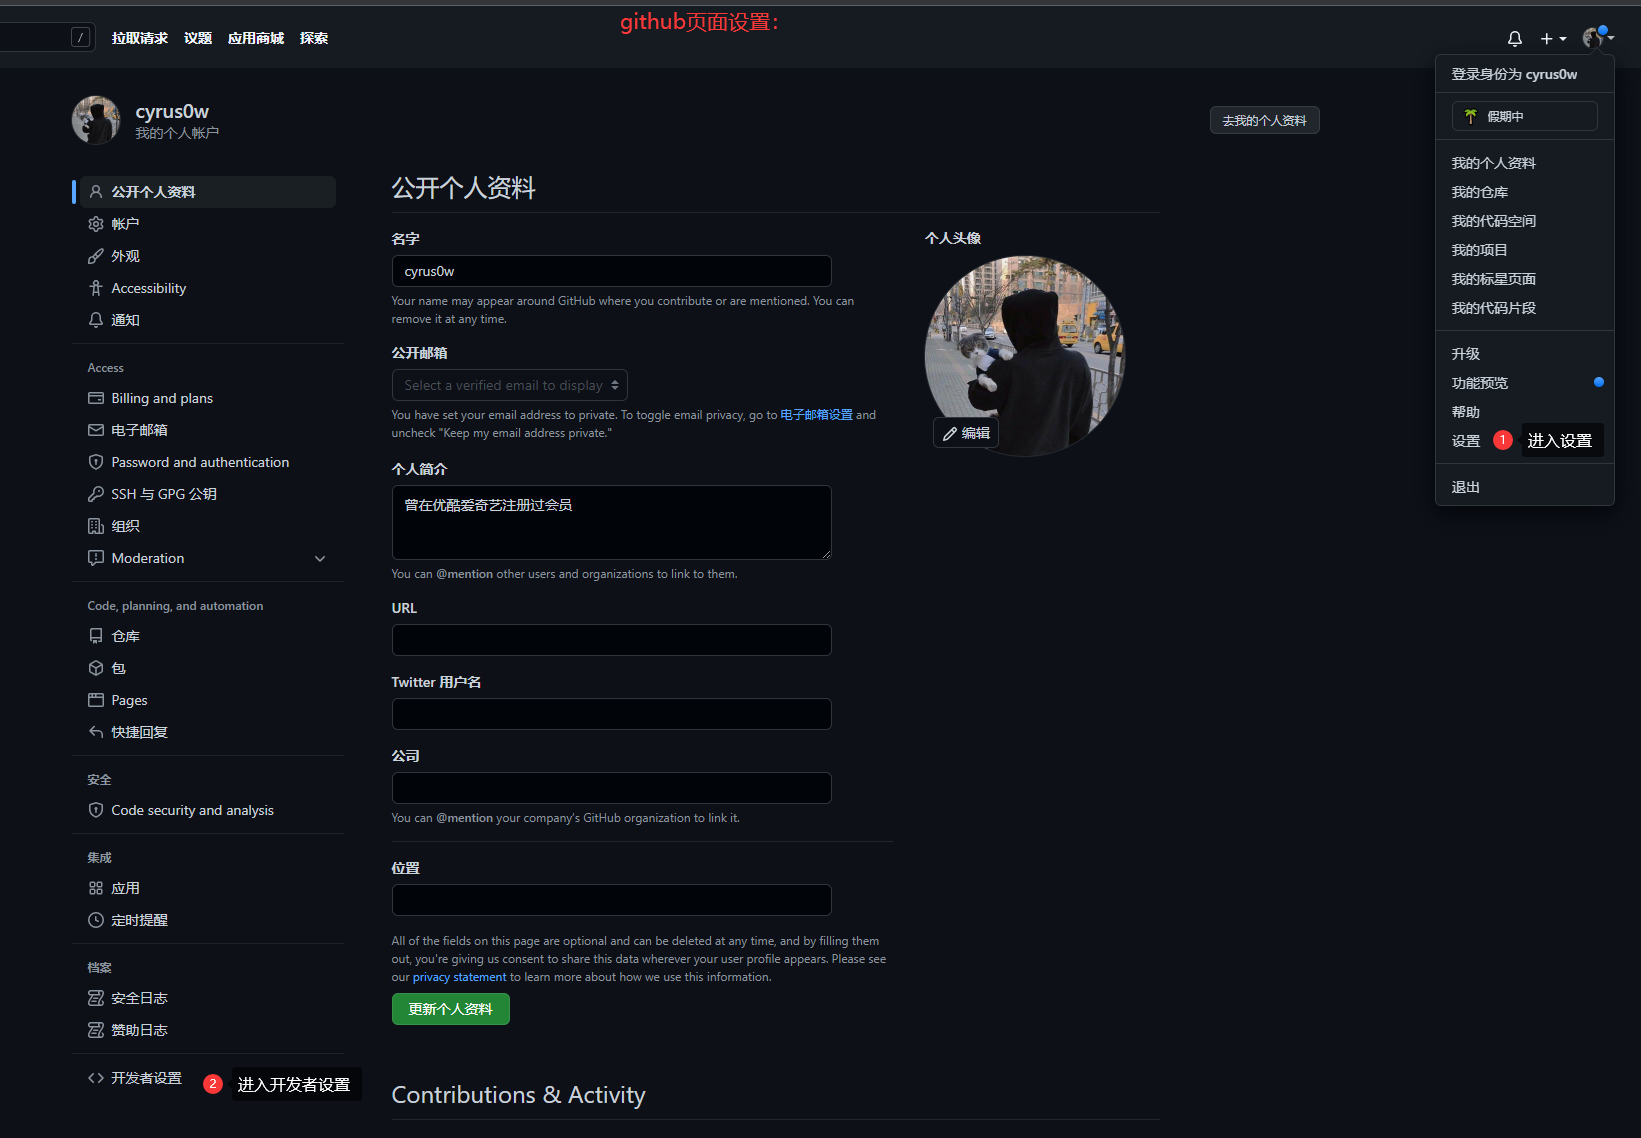 github页面设置：
/
拉取请求 议题 应用商城 探索
登录身份为 cyrus0w
假期中
我的个人资料
我的仓库
我的代码空间
我的项目
我的标星页面
我的代码片段
升级
功能预览
帮助
设置 1 进入设置
退出
cyrus0w
我的个人帐户
去我的个人资料
公开个人资料
帐户
外观
Accessibility
通知
Access
Billing and plans
电子邮箱
Password and authentication
SSH 与 GPG 公钥
组织
Moderation
Code, planning, and automation
仓库
包
Pages
快捷回复
安全
Code security and analysis
集成
应用
定时提醒
档案
安全日志
赞助日志
开发者设置 2 进入开发者设置
公开个人资料
名字
cyrus0w
Your name may appear around GitHub where you contribute or are mentioned. You can
remove it at any time.
公开邮箱
Select a verified email to display
You have set your email address to private. To toggle email privacy, go to 电子邮箱设置 and
uncheck "Keep my email address private."
个人简介
曾在优酷爱奇艺注册过会员
You can @mention other users and organizations to link to them.
URL
Twitter 用户名
公司
You can @mention your company's GitHub organization to link it.
位置
All of the fields on this page are optional and can be deleted at any time, and by filling them
out, you're giving us consent to share this data wherever your user profile appears. Please see
our privacy statement to learn more about how we use this information.
更新个人资料
Contributions & Activity
个人头像
编辑